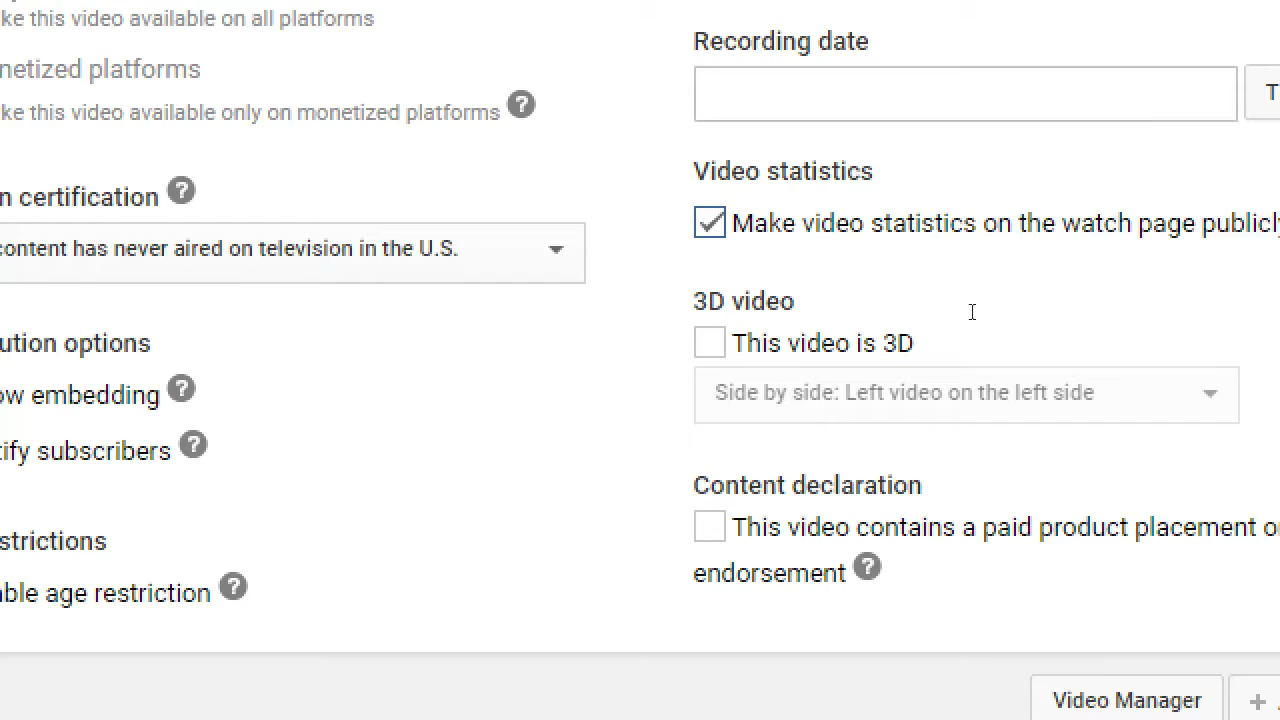 ke this video available on all platforms
netized platforms
ke this video available only on monetized platforms ?
n certification ?
content has never aired on television in the U.S.
ution options
ow embedding ?
tify subscribers ?
strictions
able age restriction ?
Recording date
T
Video statistics
Make video statistics on the watch page publicly
3D video
This video is 3D
Side by side: Left video on the left side
Content declaration
This video contains a paid product placement or
endorsement ?
Video Manager
+